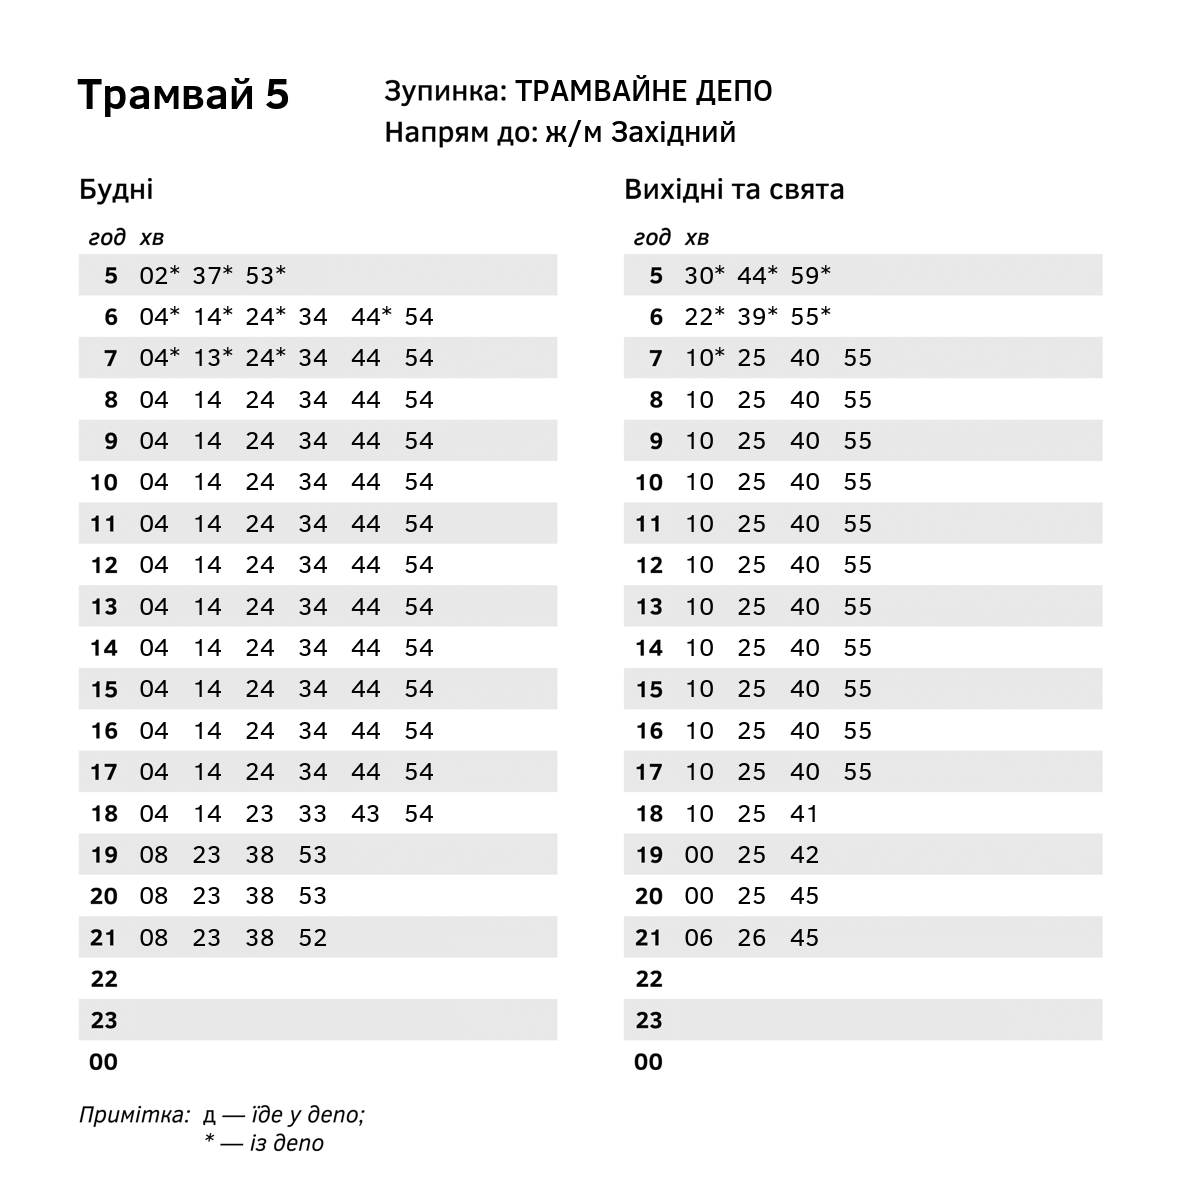 Трамвай 5
Зупинка: ТРАМВАЙНЕ ДЕПО
Напрям до: ж/м Західний
Будні
год хв
5 02* 37* 53*
6 04* 14* 24* 34 44* 54
7 04* 13* 24* 34 44 54
8 04 14 24 34 44 54
9 04 14 24 34 44 54
10 04 14 24 34 44 54
11 04 14 24 34 44 54
12 04 14 24 34 44 54
13 04 14 24 34 44 54
14 04 14 24 34 44 54
15 04 14 24 34 44 54
16 04 14 24 34 44 54
17 04 14 24 34 44 54
18 04 14 23 33 43 54
19 08 23 38 53
20 08 23 38 53
21 08 23 38 52
22
23
00
Вихідні та свята
год хв
5 30* 44* 59*
6 22* 39* 55*
7 10* 25 40 55
8 10 25 40 55
9 10 25 40 55
10 10 25 40 55
11 10 25 40 55
12 10 25 40 55
13 10 25 40 55
14 10 25 40 55
15 10 25 40 55
16 10 25 40 55
17 10 25 40 55
18 10 25 41
19 00 25 42
20 00 25 45
21 06 26 45
22
23
00
Примітка: д — їде у депо;
* — із депо